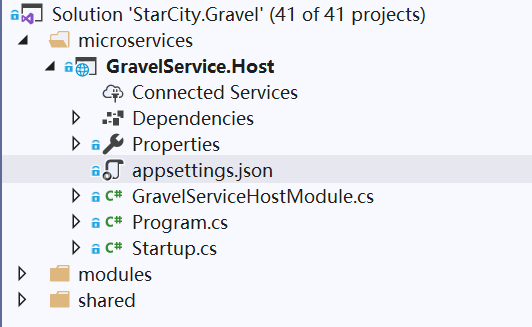 Solution 'StarCity.Gravel' (41 of 41 projects)
microservices
GravelService.Host
Connected Services
Dependencies
Properties
appsettings.json
C# GravelServiceHostModule.cs
C# Program.cs
C# Startup.cs
modules
shared